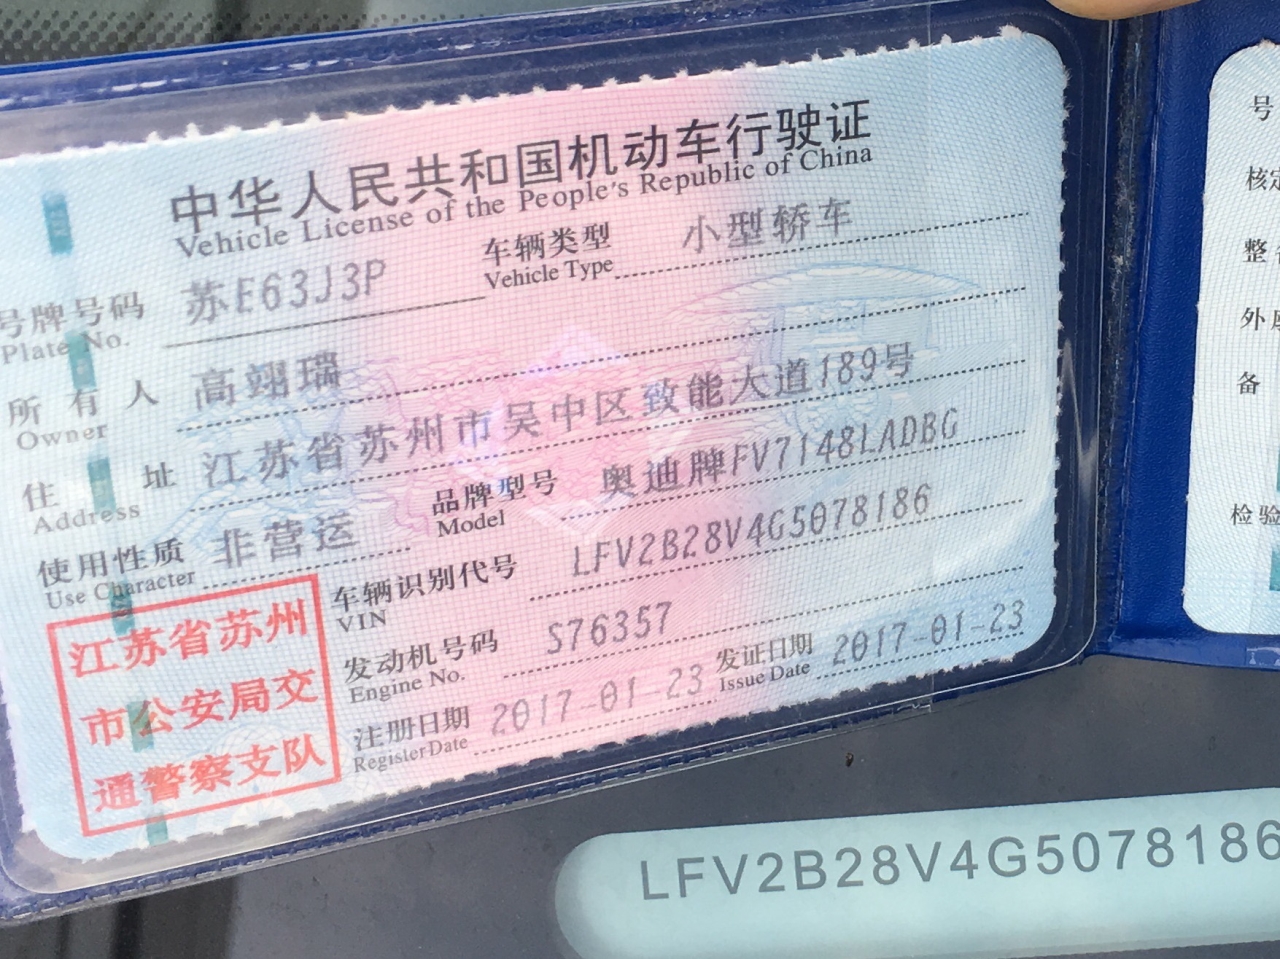 中华人民共和国机动车行驶证
Vehicle License of the People's Republic of China
号牌号码 苏E63J3P 车辆类型 小型轿车
Plate No. Vehicle Type
所有人 高翊瑞
Owner
住址 江苏省苏州市吴中区致能大道189号
Address
使用性质 非营运 品牌型号 奥迪牌FV7148LADBG
Use Character Model
车辆识别代号 LFV2B28V4G5078186
VIN
发动机号码 S76357
Engine No.
注册日期 2017-01-23 发证日期 2017-01-23
Register Date Issue Date
江苏省苏州
市公安局交
通警察支队
号
核定
整
外
备
检验
LFV2B28V4G5078186